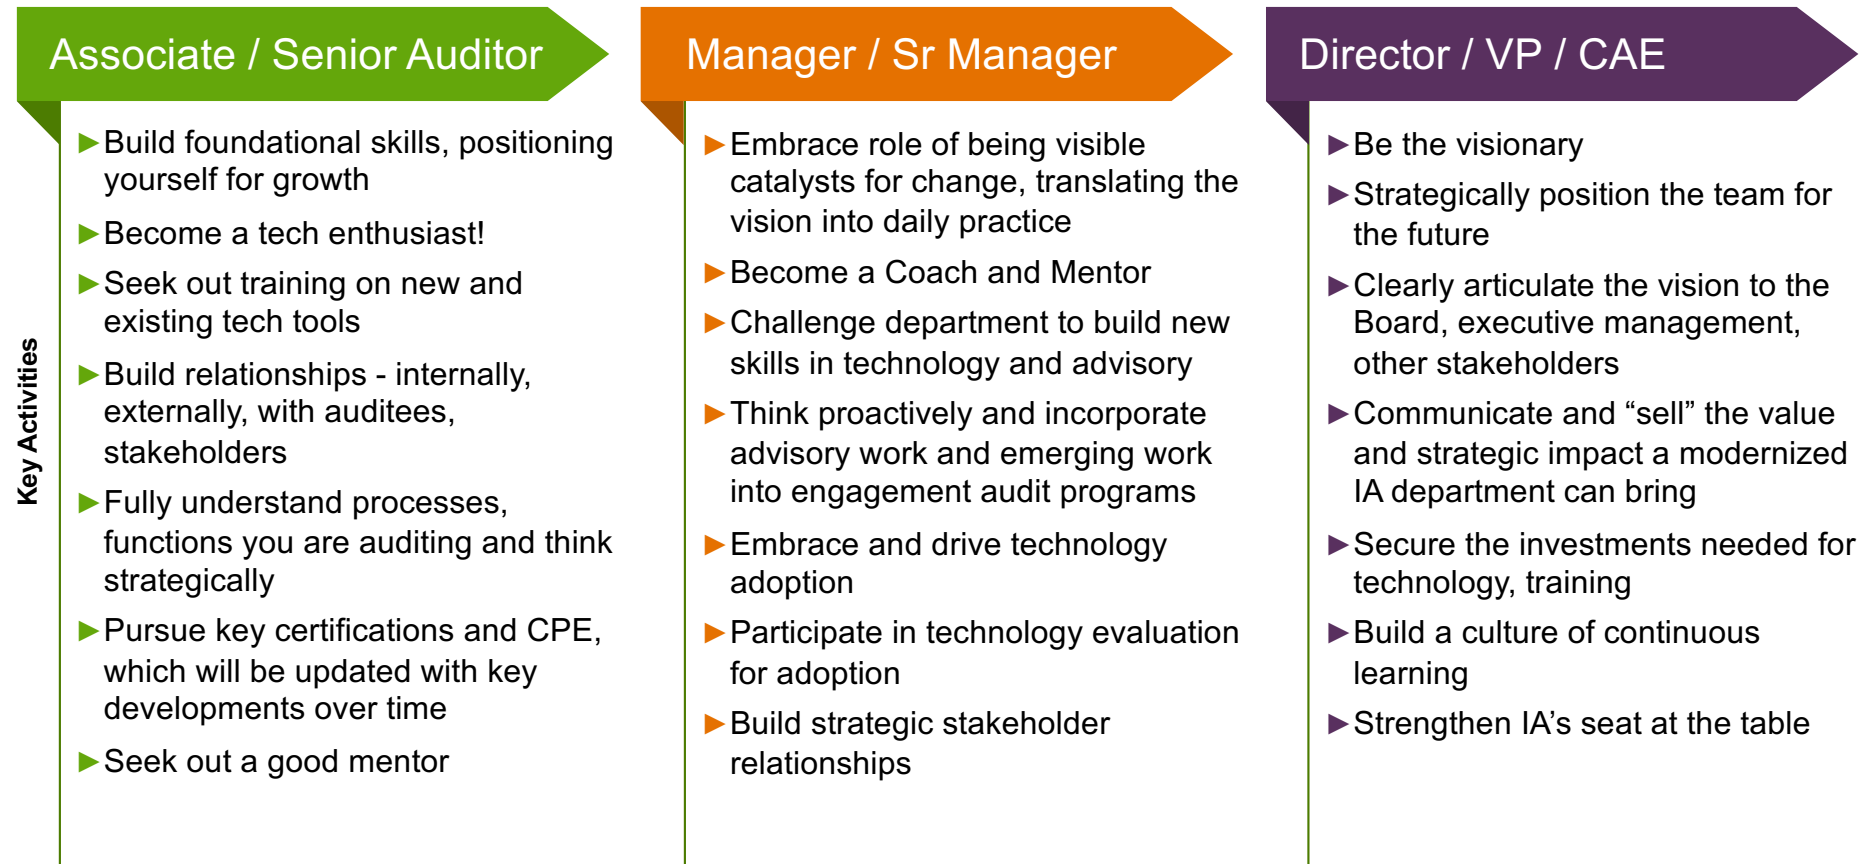 Associate / Senior Auditor
►Build foundational skills, positioning
yourself for growth
►Become a tech enthusiast!
►Seek out training on new and
existing tech tools
►Build relationships - internally,
externally, with auditees,
stakeholders
►Fully understand processes,
functions you are auditing and think
strategically
►Pursue key certifications and CPE,
which will be updated with key
developments over time
►Seek out a good mentor
Manager / Sr Manager
►Embrace role of being visible
catalysts for change, translating the
vision into daily practice
►Become a Coach and Mentor
►Challenge department to build new
skills in technology and advisory
►Think proactively and incorporate
advisory work and emerging work
into engagement audit programs
►Embrace and drive technology
adoption
►Participate in technology evaluation
for adoption
►Build strategic stakeholder
relationships
Director / VP / CAE
►Be the visionary
►Strategically position the team for
the future
►Clearly articulate the vision to the
Board, executive management,
other stakeholders
►Communicate and “sell” the value
and strategic impact a modernized
IA department can bring
►Secure the investments needed for
technology, training
►Build a culture of continuous
learning
►Strengthen IA’s seat at the table
Key Activities